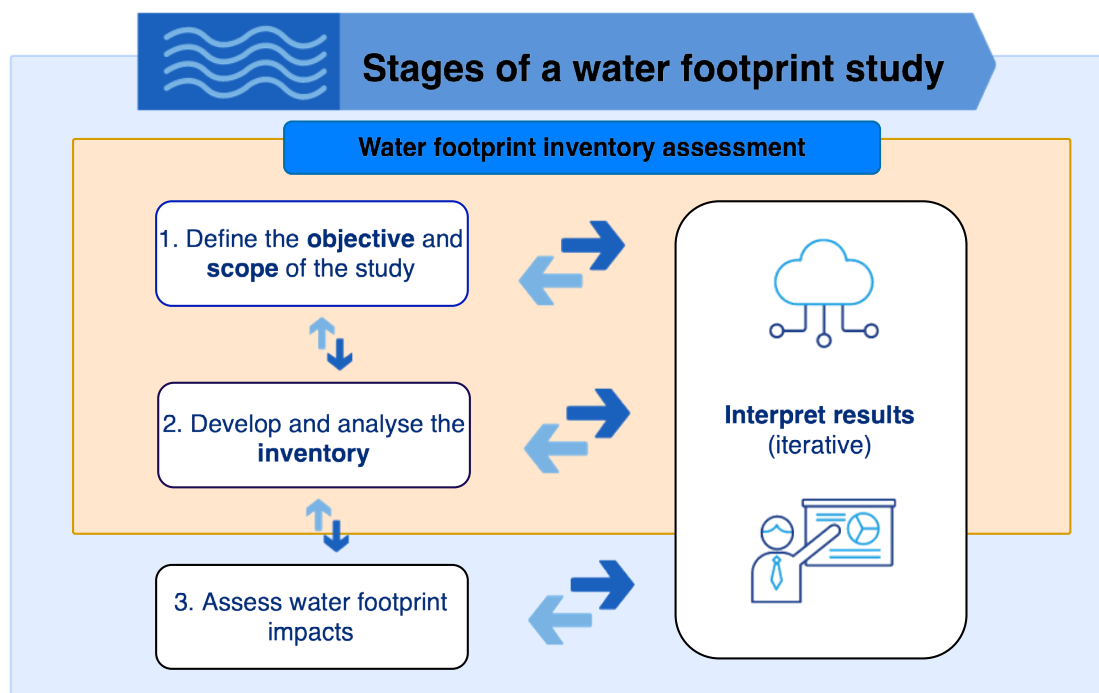 Stages of a water footprint study
Water footprint inventory assessment
1. Define the objective and
scope of the study
2. Develop and analyse the
inventory
3. Assess water footprint
impacts
Interpret results
(iterative)